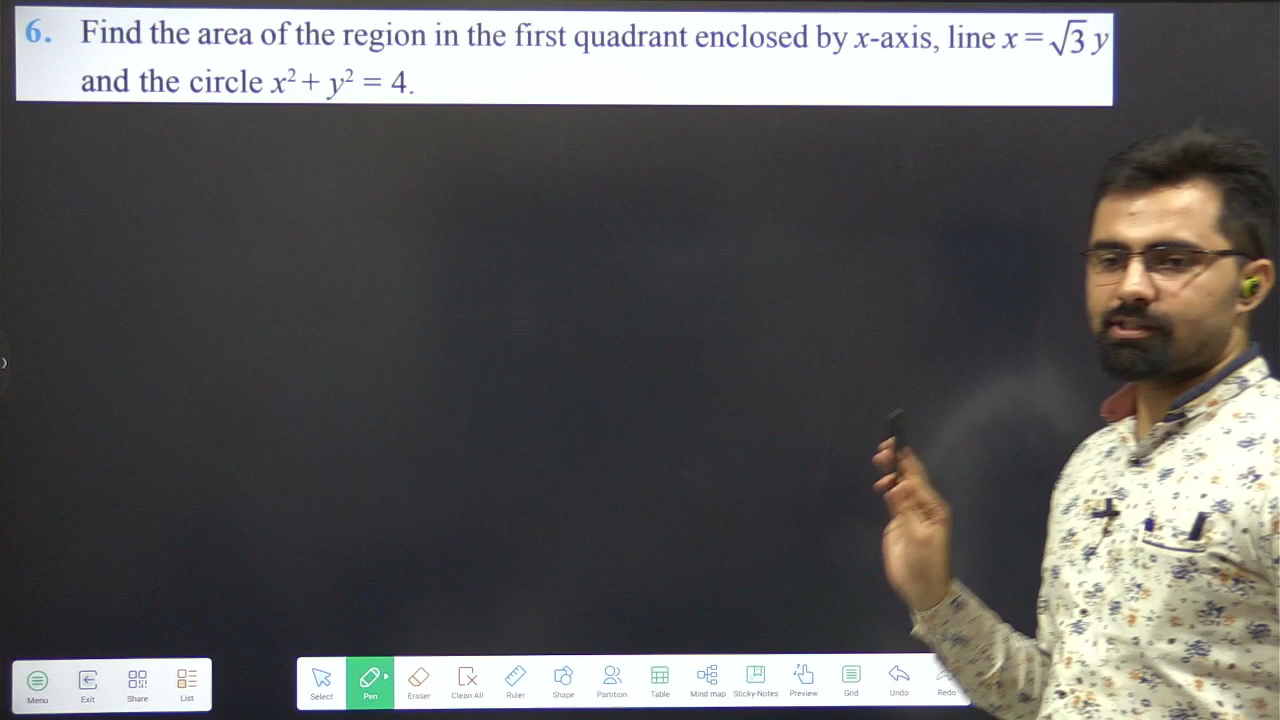 6. Find the area of the region in the first quadrant enclosed by x-axis, line x = √3 y
and the circle x² + y² = 4.
Menu Exit Share List Select Pen Eraser Clean All Ruler Shape Partition Table Mind map Sticky-Notes Preview Grid Undo Redo